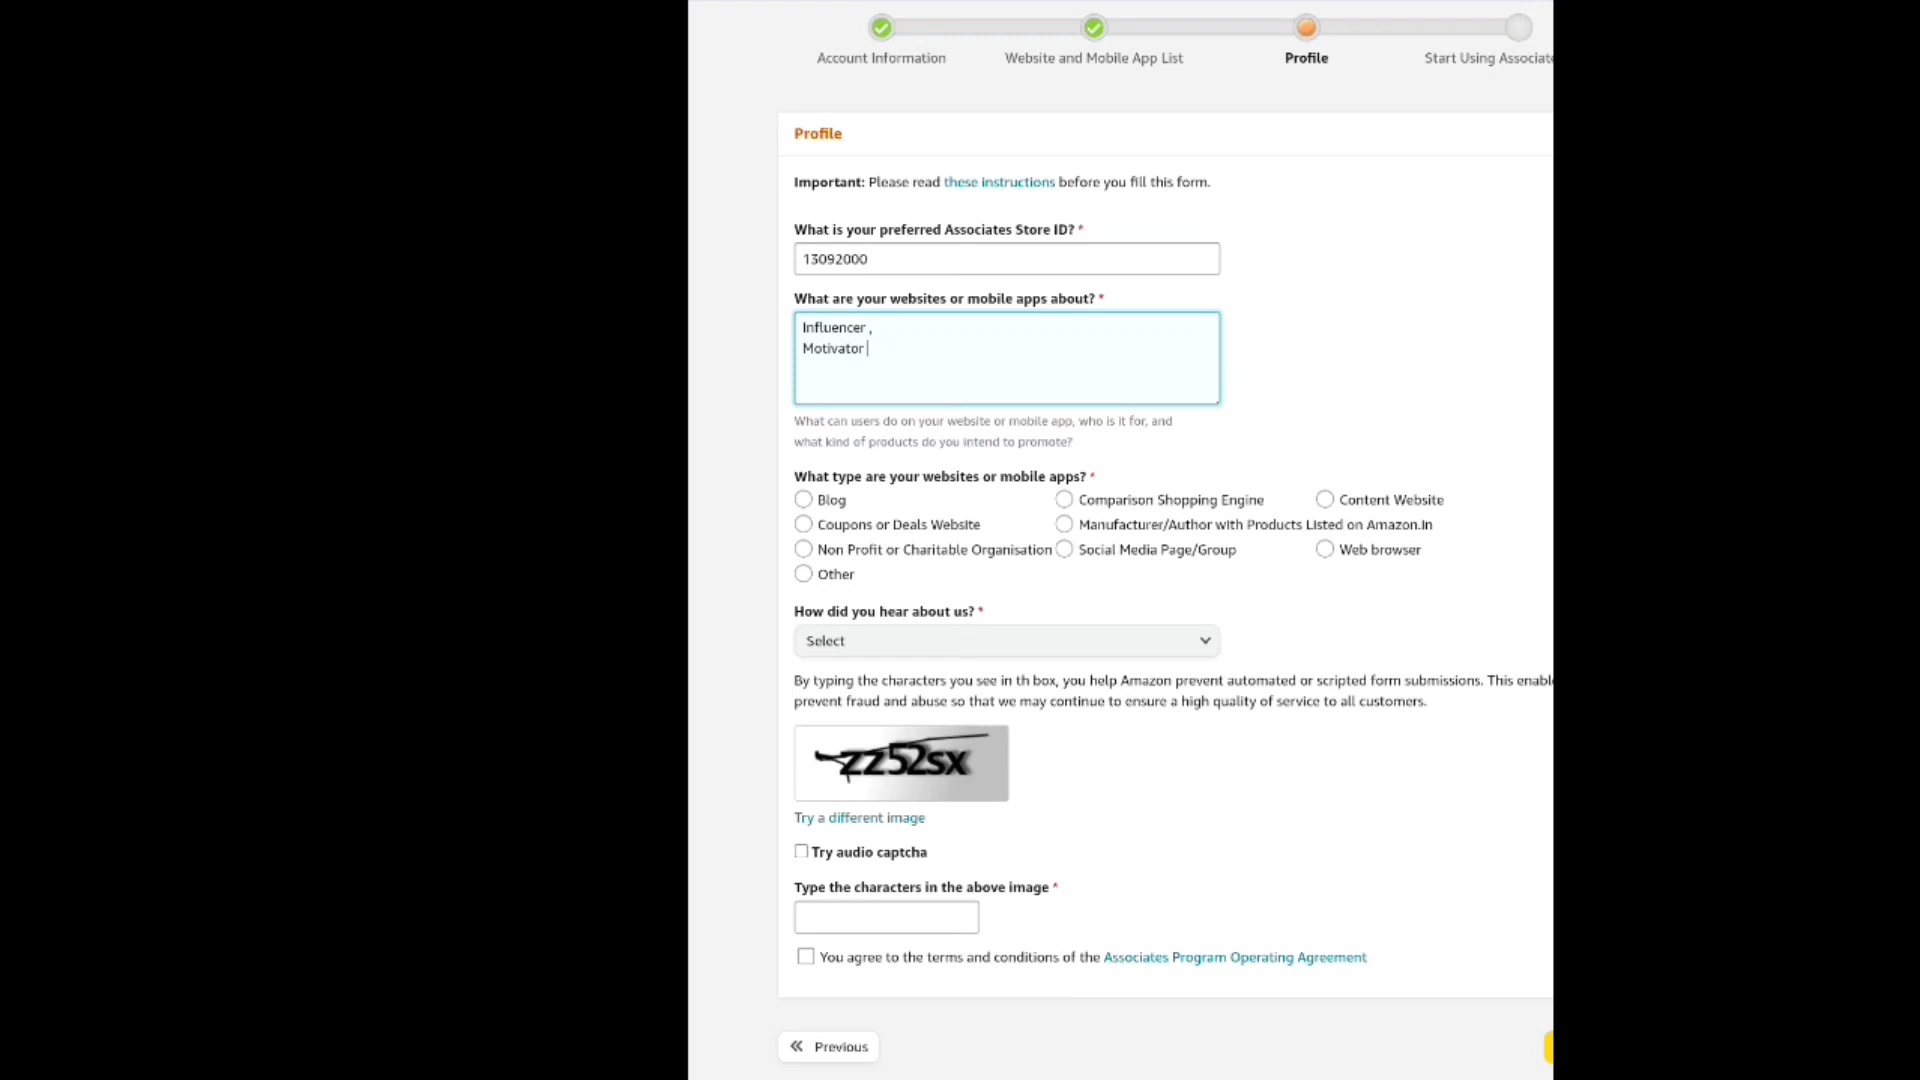 Account Information
Website and Mobile App List
Profile
Start Using Associate
Profile
Important: Please read these instructions before you fill this form.
What is your preferred Associates Store ID? *
13092000
What are your websites or mobile apps about? *
Influencer ,
Motivator
What can users do on your website or mobile app, who is it for, and
what kind of products do you intend to promote?
What type are your websites or mobile apps? *
Blog
Comparison Shopping Engine
Content Website
Coupons or Deals Website
Manufacturer/Author with Products Listed on Amazon.in
Non Profit or Charitable Organisation
Social Media Page/Group
Web browser
Other
How did you hear about us? *
Select
By typing the characters you see in th box, you help Amazon prevent automated or scripted form submissions. This enabl
prevent fraud and abuse so that we may continue to ensure a high quality of service to all customers.
zz52sx
Try a different image
Try audio captcha
Type the characters in the above image *
You agree to the terms and conditions of the Associates Program Operating Agreement
« Previous